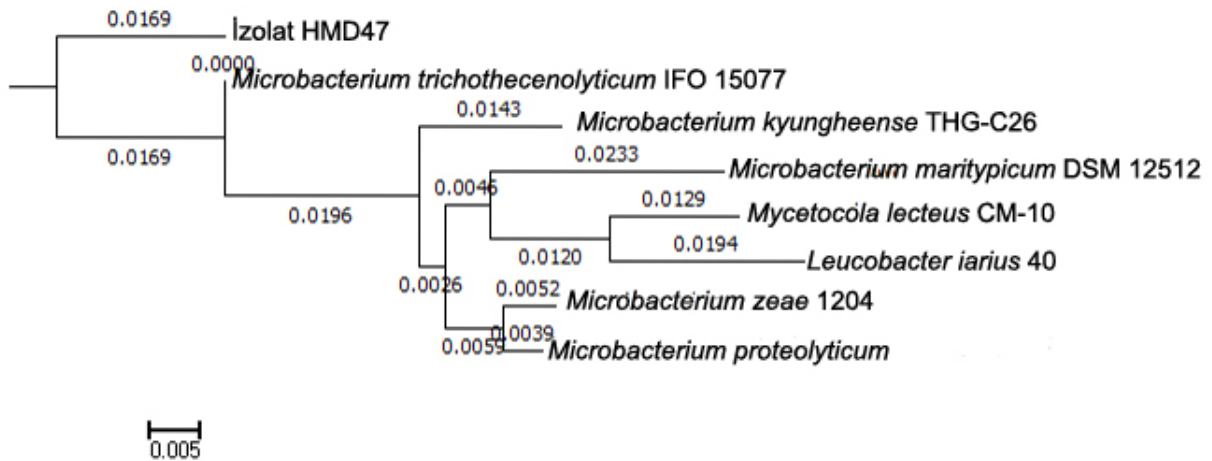 0.0169
İzolat HMD47
0.0000
Microbacterium trichothecenolyticum IFO 15077
0.0143
Microbacterium kyungheense THG-C26
0.0169
0.0233
Microbacterium maritypicum DSM 12512
0.0046
0.0129
0.0196
Mycetocola lecteus CM-10
0.0120
0.0194
Leucobacter iarius 40
0.0026
0.0052
Microbacterium zeae 1204
0.0039
0.0059
Microbacterium proteolyticum
0.005